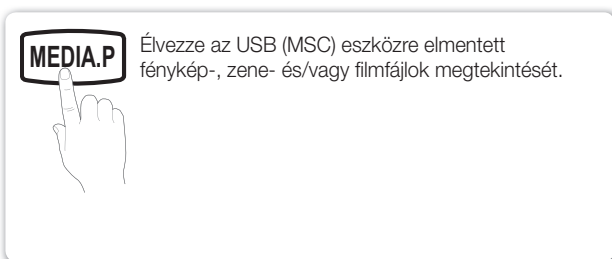 MEDIA.P
Élvezze az USB (MSC) eszközre elmentett
fénykép-, zene- és/vagy filmfájlok megtekintését.